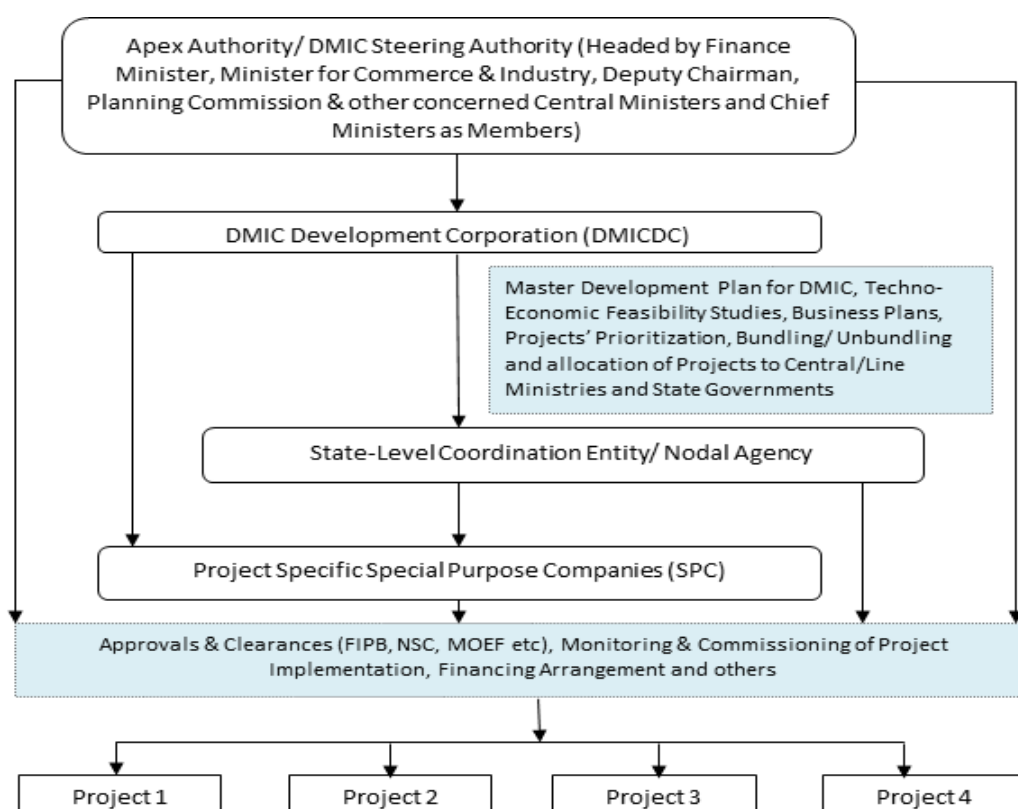 Apex Authority/ DMIC Steering Authority (Headed by Finance
Minister, Minister for Commerce & Industry, Deputy Chairman,
Planning Commission & other concerned Central Ministries and Chief
Ministers as Members)
DMIC Development Corporation (DMICDC)
Master Development Plan for DMIC, Techno-
Economic Feasibility Studies, Business Plans,
Projects’ Prioritization, Bundling/ Unbundling
and allocation of Projects to Central/Line
Ministries and State Governments
State-Level Coordination Entity/ Nodal Agency
Project Specific Special Purpose Companies (SPC)
Approvals & Clearances (FIPB, NSC, MOEF etc), Monitoring & Commissioning of Project
Implementation, Financing Arrangement and others
Project 1
Project 2
Project 3
Project 4